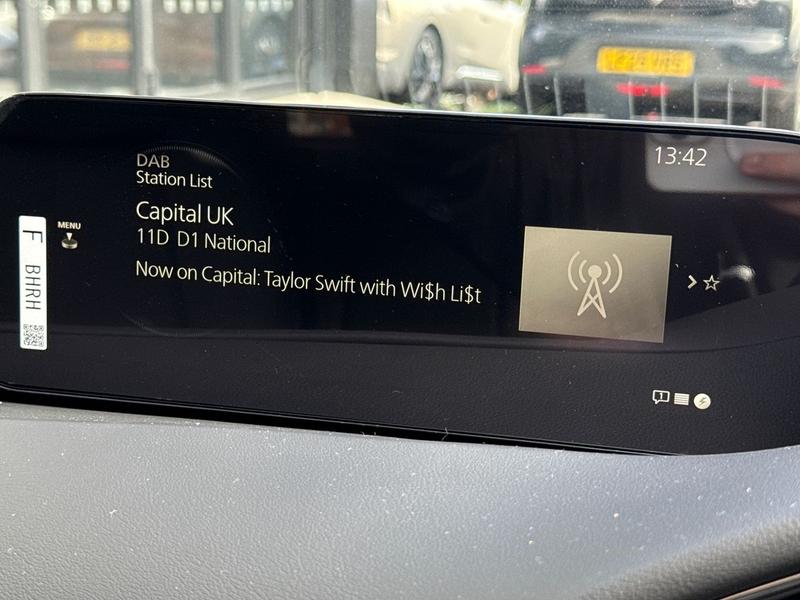 DAB
Station List
13:42
Capital UK
11D D1 National
Now on Capital: Taylor Swift with Wi$h Li$t
MENU
F BHRH
1